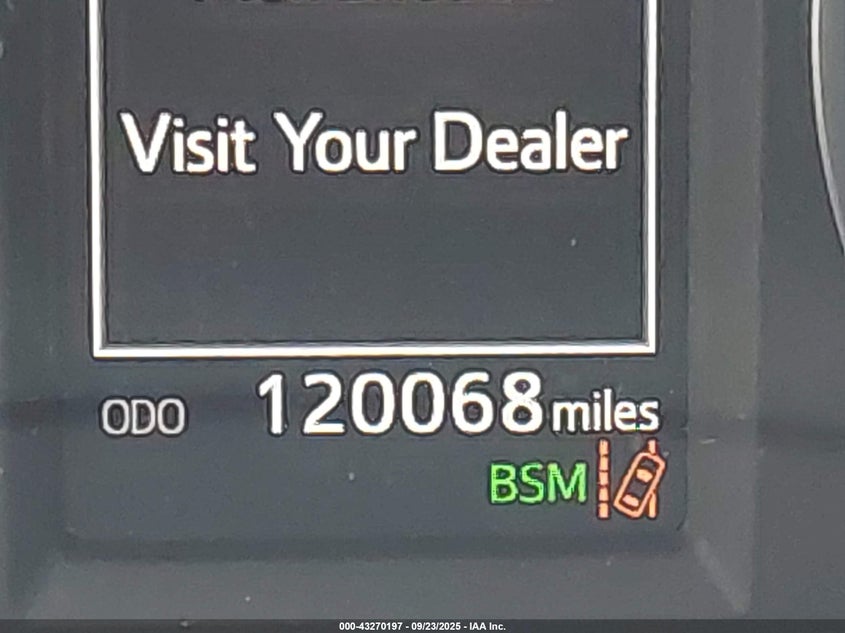 Visit Your Dealer
ODO 120068 miles
BSM
000-43270197 - 09/23/2025 - IAA Inc.